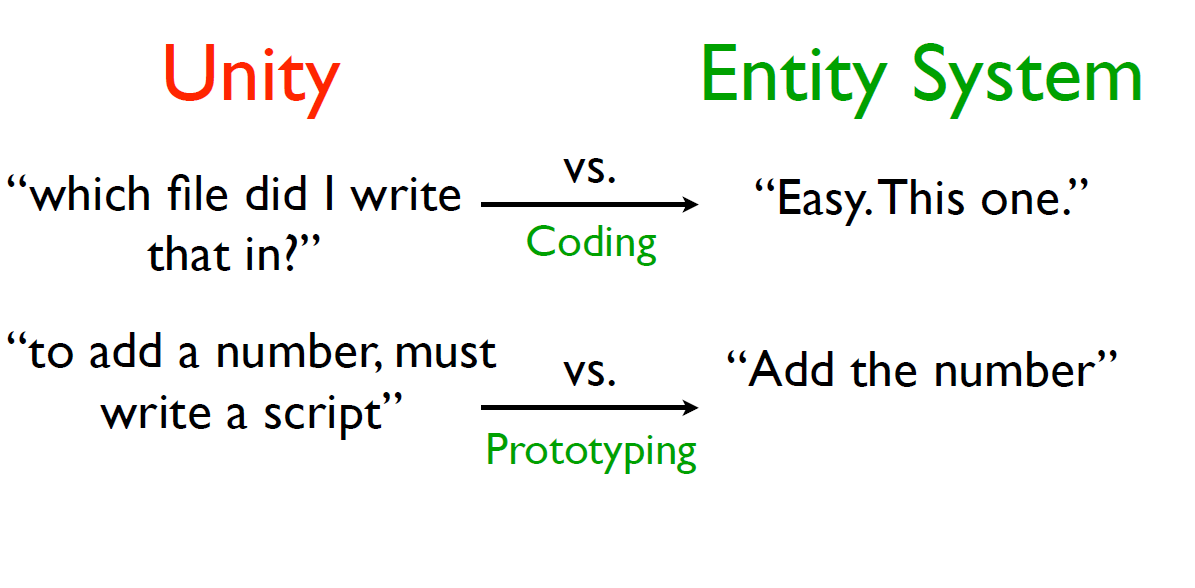 Unity
Entity System
“which file did I write
that in?”
vs.
Coding
“Easy. This one.”
“to add a number, must
write a script”
vs.
Prototyping
“Add the number”